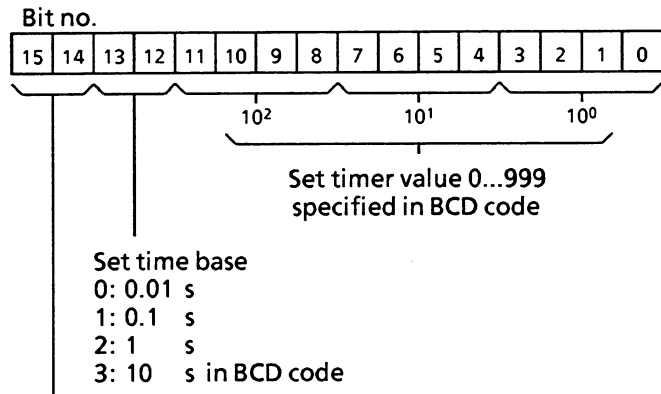 Bit no.
15 14 13 12 11 10 9 8 7 6 5 4 3 2 1 0
10² 10¹ 10⁰
Set timer value 0...999
specified in BCD code
Set time base
0: 0.01 s
1: 0.1 s
2: 1 s
3: 10 s in BCD code